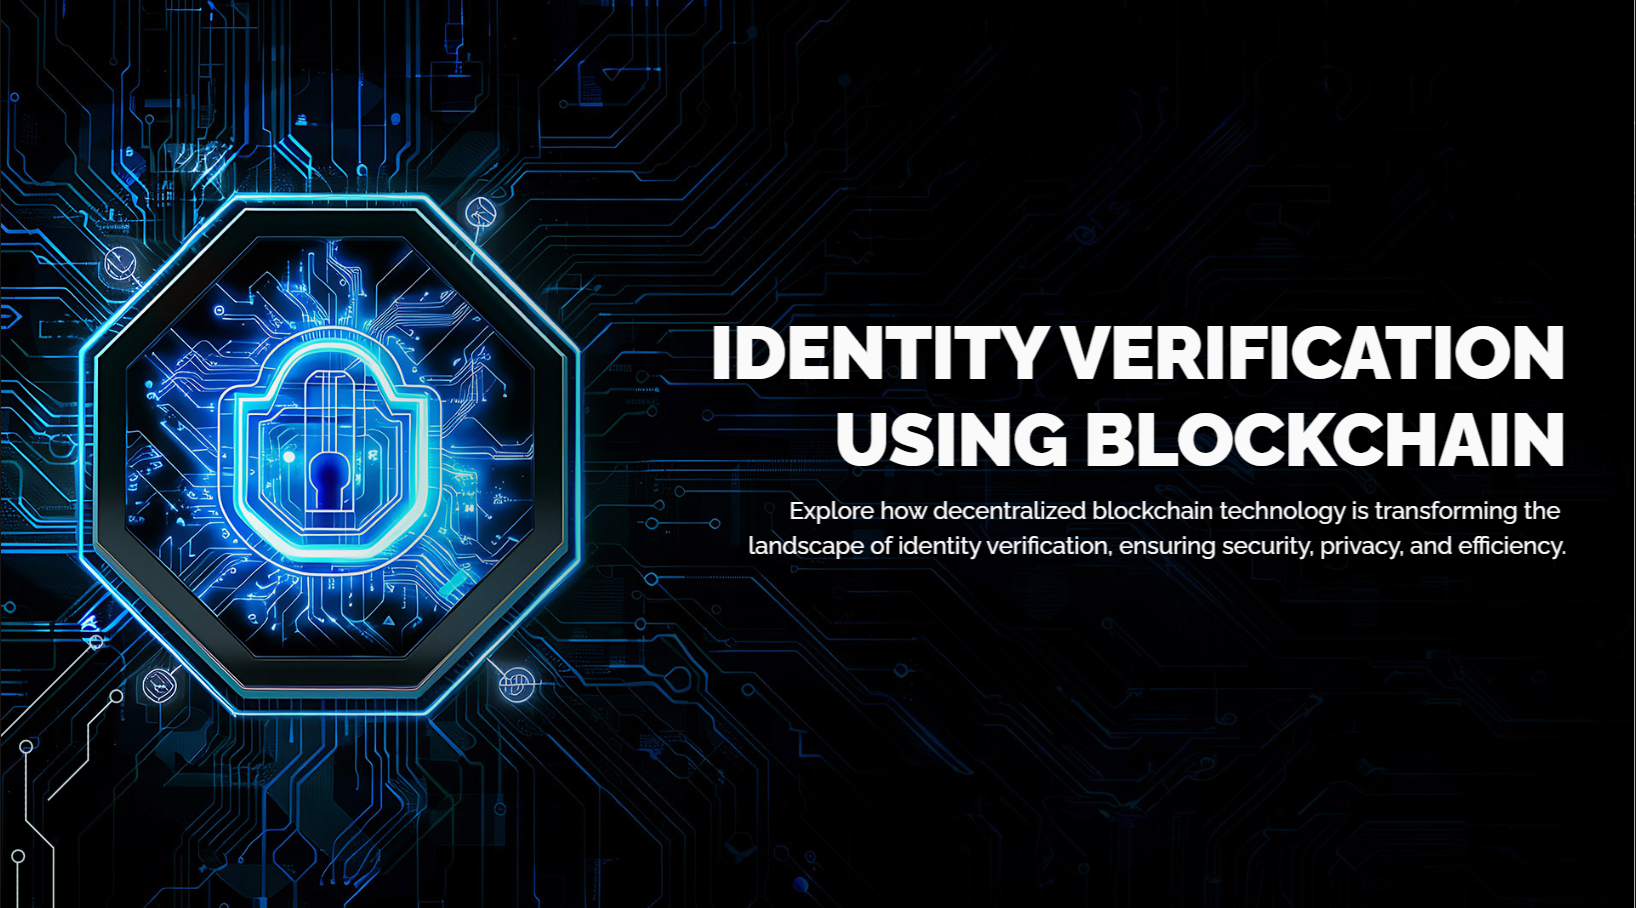 IDENTITY VERIFICATION
USING BLOCKCHAIN
Explore how decentralized blockchain technology is transforming the
landscape of identity verification, ensuring security, privacy, and efficiency.